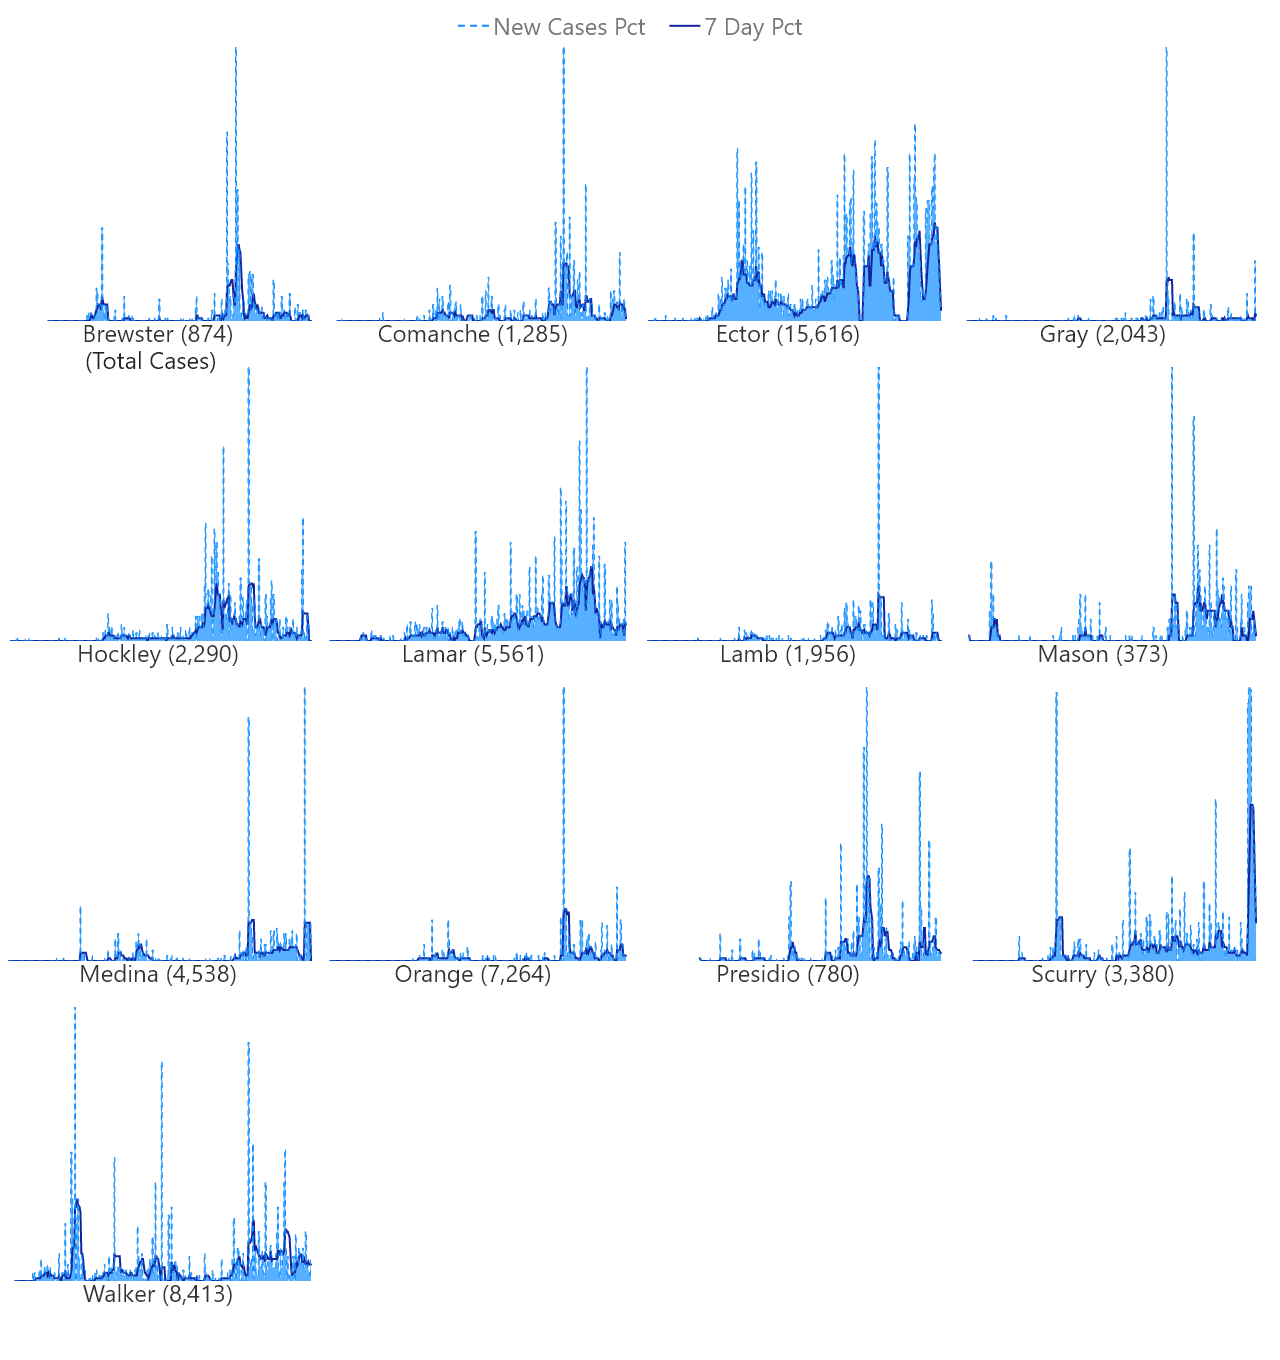 New Cases Pct 7 Day Pct
Brewster (874)
(Total Cases)
Comanche (1,285)
Ector (15,616)
Gray (2,043)
Hockley (2,290)
Lamar (5,561)
Lamb (1,956)
Mason (373)
Medina (4,538)
Orange (7,264)
Presidio (780)
Scurry (3,380)
Walker (8,413)